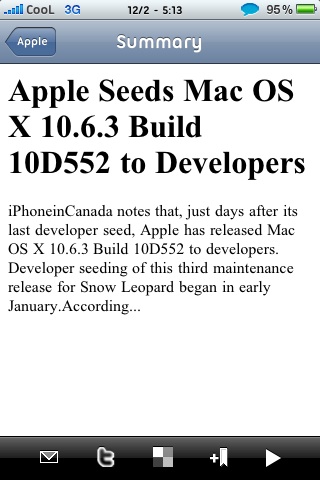 CooL 3G 12/2 - 5:13 95%
Apple Summary
Apple Seeds Mac OS
X 10.6.3 Build
10D552 to Developers
iPhoneinCanada notes that, just days after its
last developer seed, Apple has released Mac
OS X 10.6.3 Build 10D552 to developers.
Developer seeding of this third maintenance
release for Snow Leopard began in early
January.According...